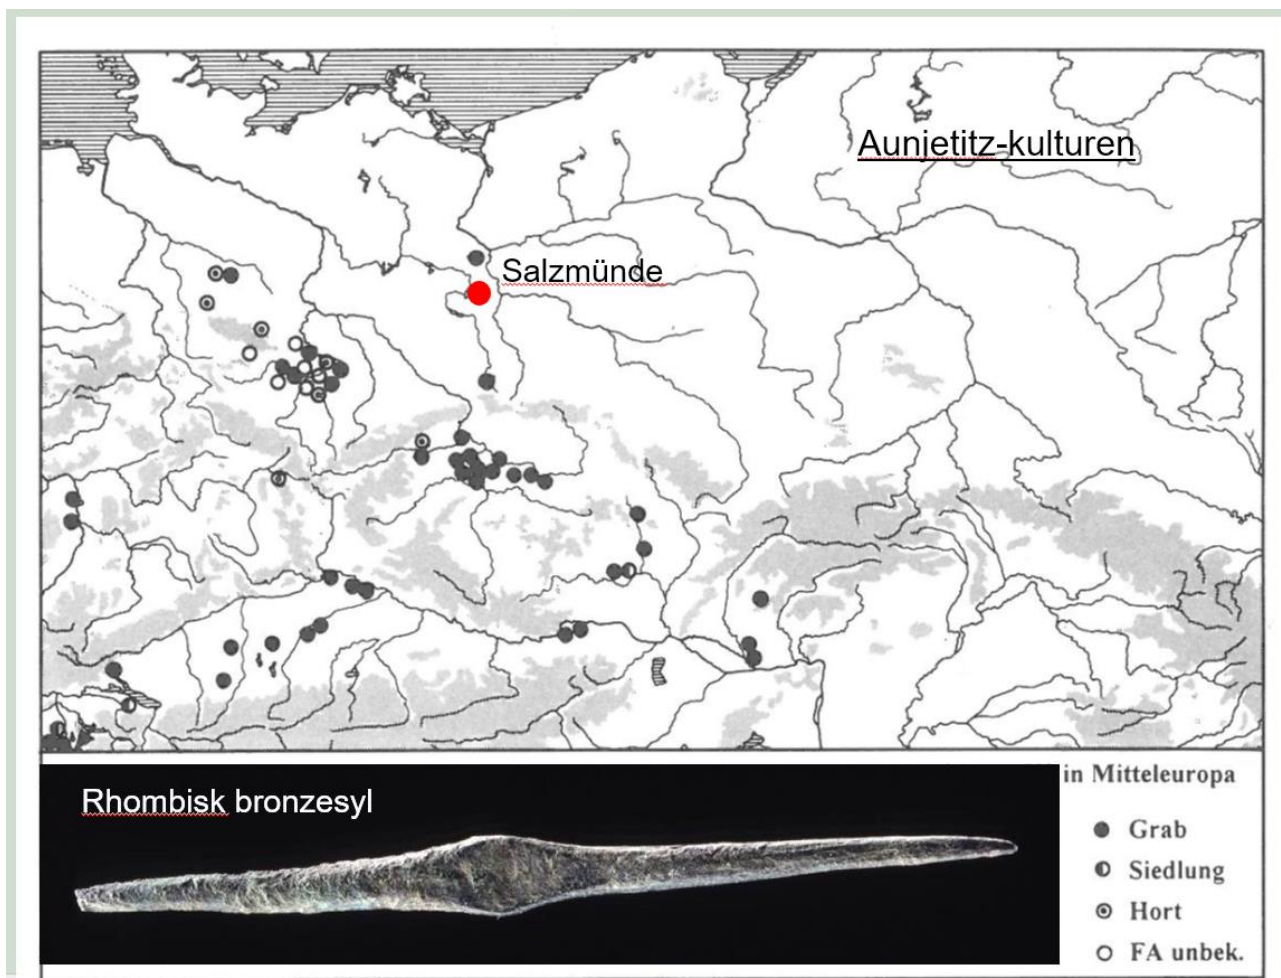 Aunjetitz-kulturen
Salzmünde
Rhombisk bronzesyl
in Mitteleuropa
Grab
Siedlung
Hort
FA unbek.